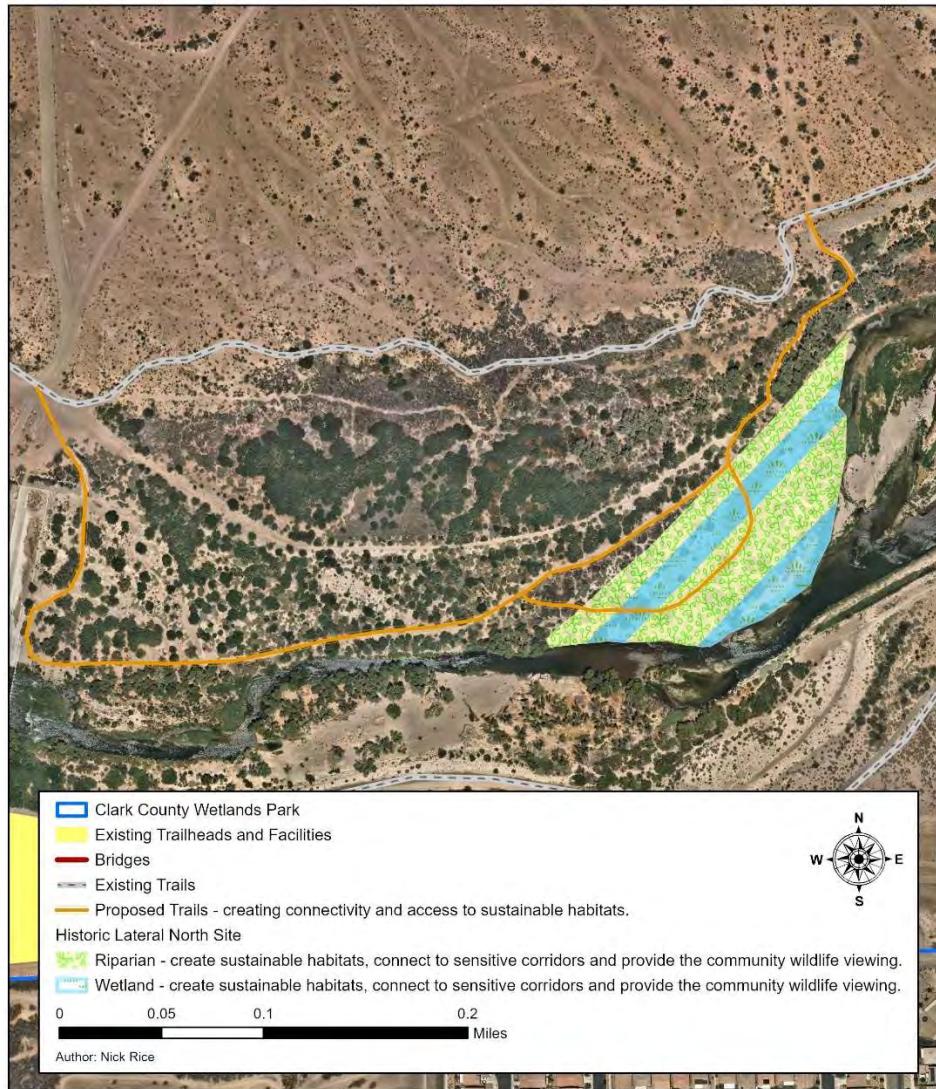 Clark County Wetlands Park
Existing Trailheads and Facilities
Bridges
Existing Trails
Proposed Trails - creating connectivity and access to sustainable habitats.
Historic Lateral North Site
Riparian - create sustainable habitats, connect to sensitive corridors and provide the community wildlife viewing.
Wetland - create sustainable habitats, connect to sensitive corridors and provide the community wildlife viewing.
N
W E
S
0 0.05 0.1 0.2
Miles
Author: Nick Rice